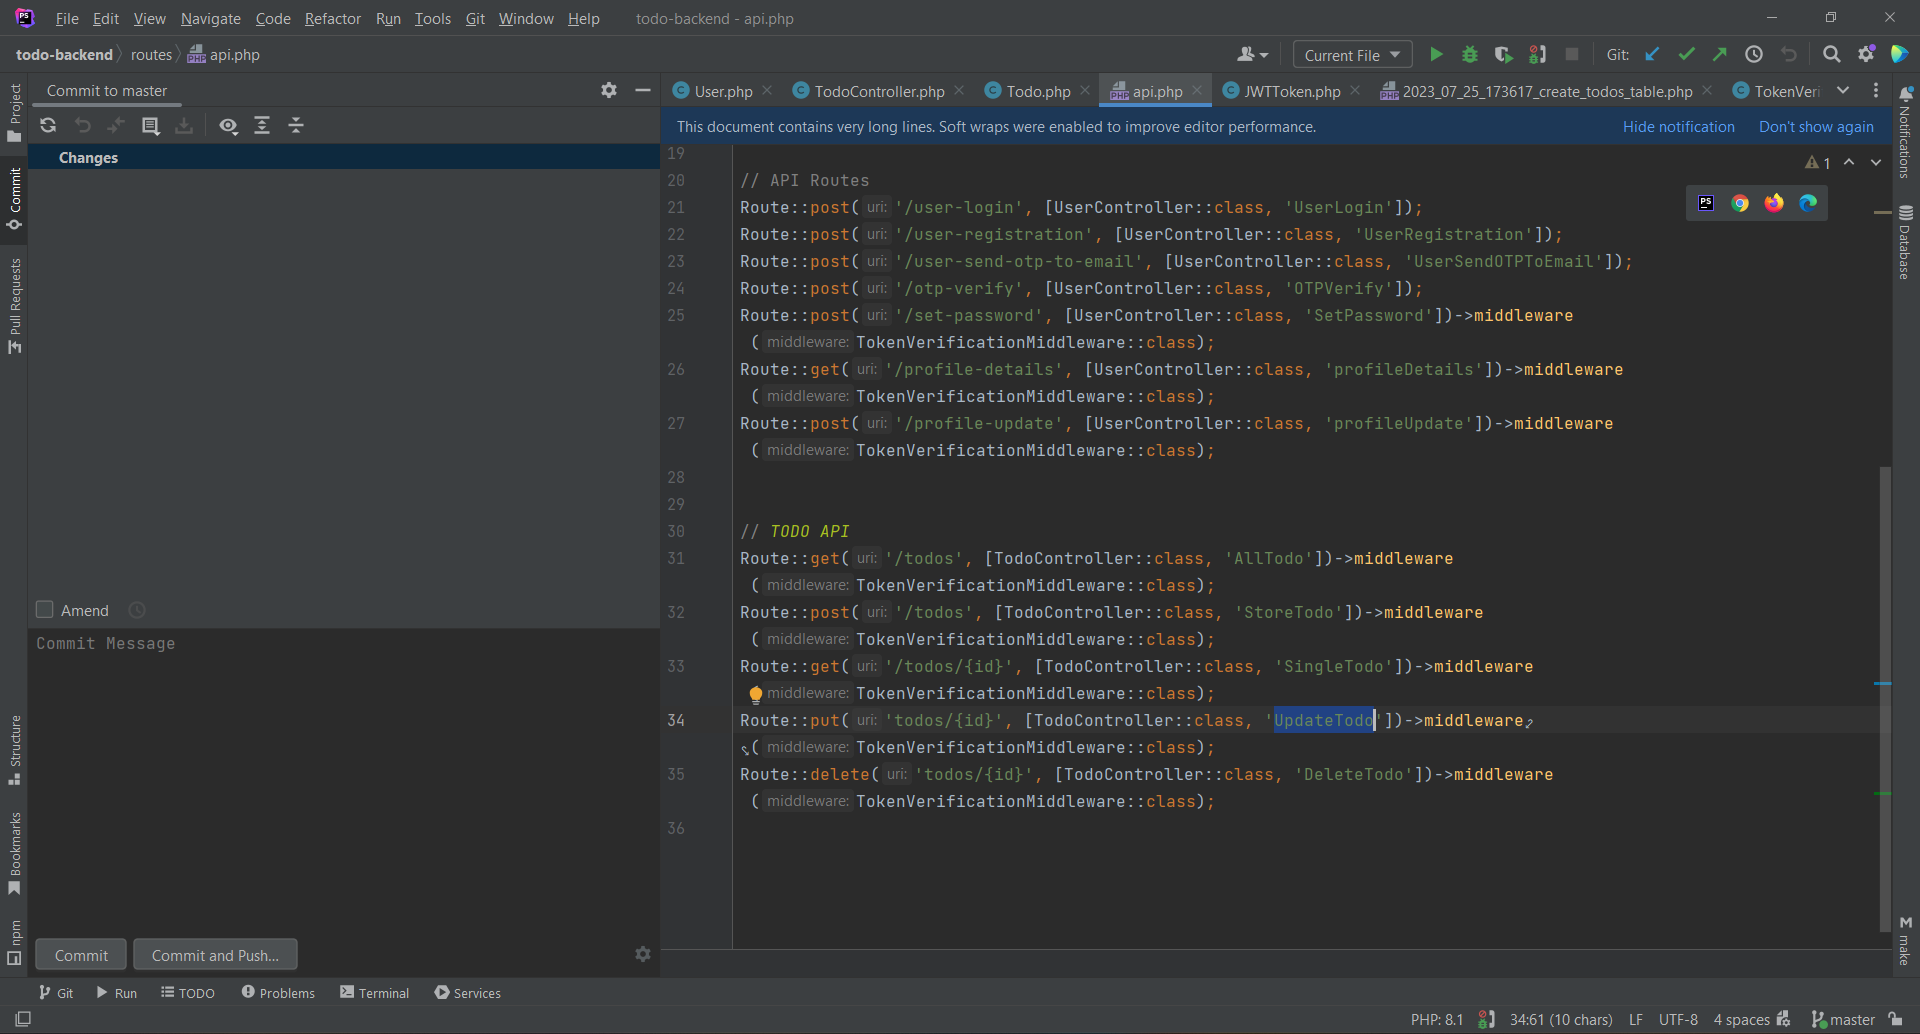 PS File Edit View Navigate Code Refactor Run Tools Git Window Help todo-backend - api.php
todo-backend routes api.php Current File Git:
Commit to master
User.php TodoController.php Todo.php api.php JWTToken.php 2023_07_25_173617_create_todos_table.php TokenVeri
This document contains very long lines. Soft wraps were enabled to improve editor performance. Hide notification Don't show again
Changes
Project
Commit
Pull Requests
Structure
Bookmarks
npm
Amend
Commit Message
Commit Commit and Push...
1
PS
19
20 // API Routes
21 Route::post( uri: '/user-login', [UserController::class, 'UserLogin']);
22 Route::post( uri: '/user-registration', [UserController::class, 'UserRegistration']);
23 Route::post( uri: '/user-send-otp-to-email', [UserController::class, 'UserSendOTPToEmail']);
24 Route::post( uri: '/otp-verify', [UserController::class, 'OTPVerify']);
25 Route::post( uri: '/set-password', [UserController::class, 'SetPassword'])->middleware
( middleware: TokenVerificationMiddleware::class);
26 Route::get( uri: '/profile-details', [UserController::class, 'profileDetails'])->middleware
( middleware: TokenVerificationMiddleware::class);
27 Route::post( uri: '/profile-update', [UserController::class, 'profileUpdate'])->middleware
( middleware: TokenVerificationMiddleware::class);
28
29
30 // TODO API
31 Route::get( uri: '/todos', [TodoController::class, 'AllTodo'])->middleware
( middleware: TokenVerificationMiddleware::class);
32 Route::post( uri: '/todos', [TodoController::class, 'StoreTodo'])->middleware
( middleware: TokenVerificationMiddleware::class);
33 Route::get( uri: '/todos/{id}', [TodoController::class, 'SingleTodo'])->middleware
middleware: TokenVerificationMiddleware::class);
34 Route::put( uri: 'todos/{id}', [TodoController::class, 'UpdateTodo'])->middleware
( middleware: TokenVerificationMiddleware::class);
35 Route::delete( uri: 'todos/{id}', [TodoController::class, 'DeleteTodo'])->middleware
( middleware: TokenVerificationMiddleware::class);
36
Notifications
Database
M make
Git Run TODO Problems Terminal Services
PHP: 8.1 34:61 (10 chars) LF UTF-8 4 spaces master